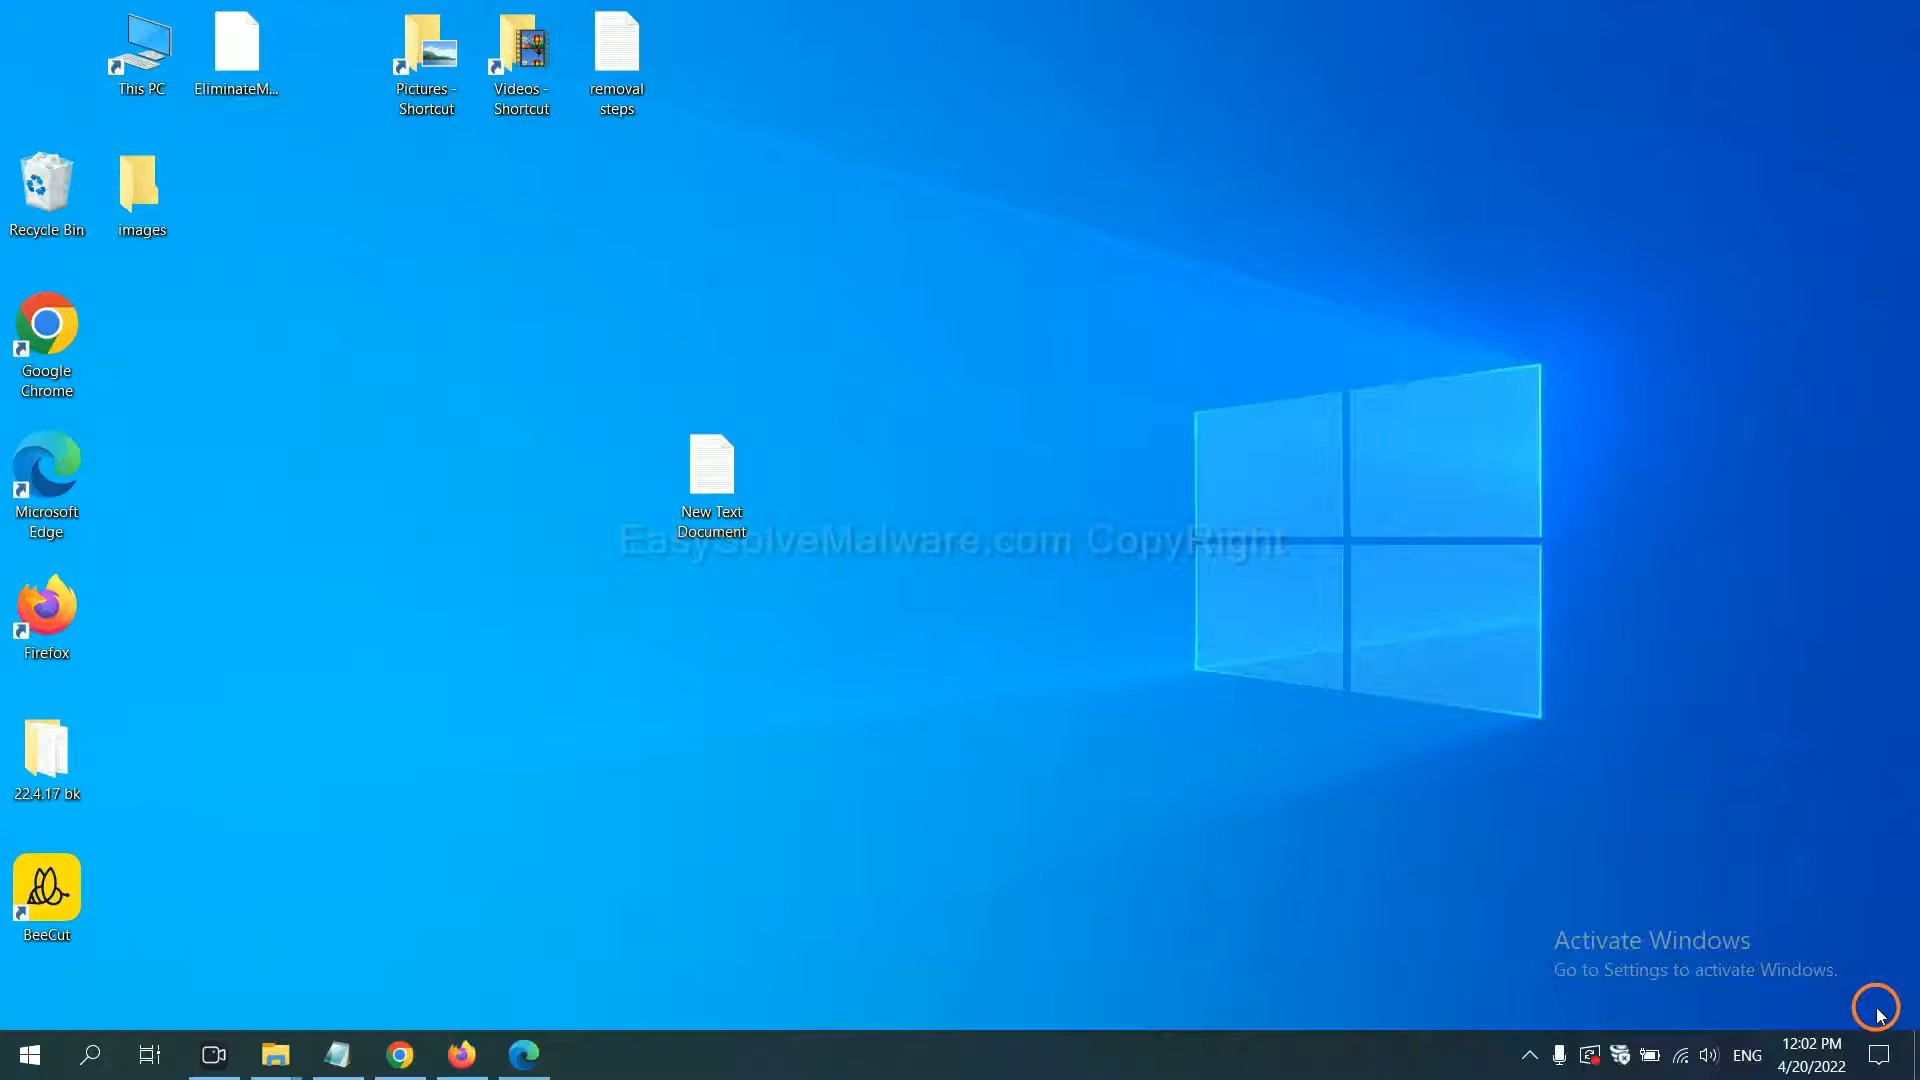 This PC
EliminateM...
Pictures -
Shortcut
Videos -
Shortcut
removal
steps
Recycle Bin
images
Google
Chrome
Microsoft
Edge
New Text
Document
EasySolveMalware.com CopyRight
Firefox
22.4.17 bk
BeeCut
Activate Windows
Go to Settings to activate Windows.
ENG
12:02 PM
4/20/2022